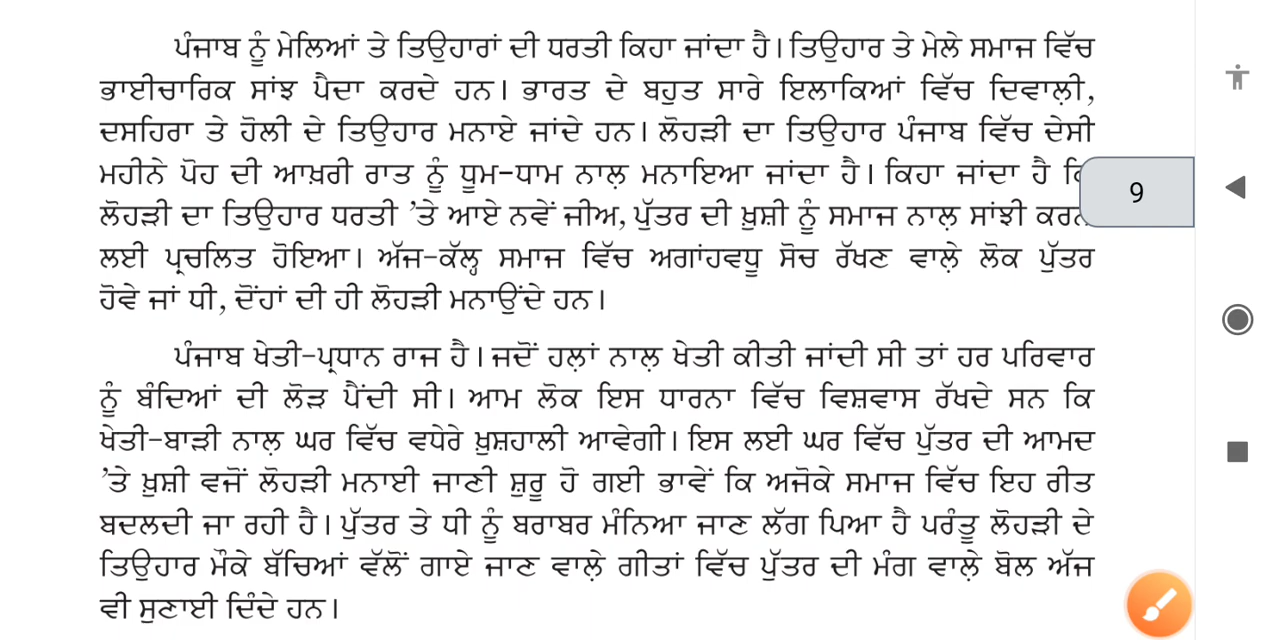 ਪੰਜਾਬ ਨੂੰ ਮੇਲਿਆਂ ਤੇ ਤਿਉਹਾਰਾਂ ਦੀ ਧਰਤੀ ਕਿਹਾ ਜਾਂਦਾ ਹੈ। ਤਿਉਹਾਰ ਤੇ ਮੇਲੇ ਸਮਾਜ ਵਿੱਚ
ਭਾਈਚਾਰਿਕ ਸਾਂਝ ਪੈਦਾ ਕਰਦੇ ਹਨ। ਭਾਰਤ ਦੇ ਬਹੁਤ ਸਾਰੇ ਇਲਾਕਿਆਂ ਵਿੱਚ ਦਿਵਾਲ਼ੀ,
ਦਸਹਿਰਾ ਤੇ ਹੋਲੀ ਦੇ ਤਿਉਹਾਰ ਮਨਾਏ ਜਾਂਦੇ ਹਨ। ਲੋਹੜੀ ਦਾ ਤਿਉਹਾਰ ਪੰਜਾਬ ਵਿੱਚ ਦੇਸੀ
ਮਹੀਨੇ ਪੋਹ ਦੀ ਆਖ਼ਰੀ ਰਾਤ ਨੂੰ ਧੂਮ-ਧਾਮ ਨਾਲ਼ ਮਨਾਇਆ ਜਾਂਦਾ ਹੈ। ਕਿਹਾ ਜਾਂਦਾ ਹੈ
9
ਲੋਹੜੀ ਦਾ ਤਿਉਹਾਰ ਧਰਤੀ ’ਤੇ ਆਏ ਨਵੇਂ ਜੀਅ, ਪੁੱਤਰ ਦੀ ਖ਼ੁਸ਼ੀ ਨੂੰ ਸਮਾਜ ਨਾਲ਼ ਸਾਂਝੀ ਕਰਨ
ਲਈ ਪ੍ਰਚਲਿਤ ਹੋਇਆ। ਅੱਜ-ਕੱਲ੍ਹ ਸਮਾਜ ਵਿੱਚ ਅਗਾਂਹਵਧੂ ਸੋਚ ਰੱਖਣ ਵਾਲ਼ੇ ਲੋਕ ਪੁੱਤਰ
ਹੋਵੇ ਜਾਂ ਧੀ, ਦੋਂਹਾਂ ਦੀ ਹੀ ਲੋਹੜੀ ਮਨਾਉਂਦੇ ਹਨ।
ਪੰਜਾਬ ਖੇਤੀ-ਪ੍ਰਧਾਨ ਰਾਜ ਹੈ। ਜਦੋਂ ਹਲ਼ਾਂ ਨਾਲ਼ ਖੇਤੀ ਕੀਤੀ ਜਾਂਦੀ ਸੀ ਤਾਂ ਹਰ ਪਰਿਵਾਰ
ਨੂੰ ਬੰਦਿਆਂ ਦੀ ਲੋੜ ਪੈਂਦੀ ਸੀ। ਆਮ ਲੋਕ ਇਸ ਧਾਰਨਾ ਵਿੱਚ ਵਿਸ਼ਵਾਸ ਰੱਖਦੇ ਸਨ ਕਿ
ਖੇਤੀ-ਬਾੜੀ ਨਾਲ਼ ਘਰ ਵਿੱਚ ਵਧੇਰੇ ਖ਼ੁਸ਼ਹਾਲੀ ਆਵੇਗੀ। ਇਸ ਲਈ ਘਰ ਵਿੱਚ ਪੁੱਤਰ ਦੀ ਆਮਦ
’ਤੇ ਖ਼ੁਸ਼ੀ ਵਜੋਂ ਲੋਹੜੀ ਮਨਾਈ ਜਾਣੀ ਸ਼ੁਰੂ ਹੋ ਗਈ ਭਾਵੇਂ ਕਿ ਅਜੋਕੇ ਸਮਾਜ ਵਿੱਚ ਇਹ ਰੀਤ
ਬਦਲਦੀ ਜਾ ਰਹੀ ਹੈ। ਪੁੱਤਰ ਤੇ ਧੀ ਨੂੰ ਬਰਾਬਰ ਮੰਨਿਆ ਜਾਣ ਲੱਗ ਪਿਆ ਹੈ ਪਰੰਤੂ ਲੋਹੜੀ ਦੇ
ਤਿਉਹਾਰ ਮੌਕੇ ਬੱਚਿਆਂ ਵੱਲੋਂ ਗਾਏ ਜਾਣ ਵਾਲ਼ੇ ਗੀਤਾਂ ਵਿੱਚ ਪੁੱਤਰ ਦੀ ਮੰਗ ਵਾਲ਼ੇ ਬੋਲ ਅੱਜ
ਵੀ ਸੁਣਾਈ ਦਿੰਦੇ ਹਨ।